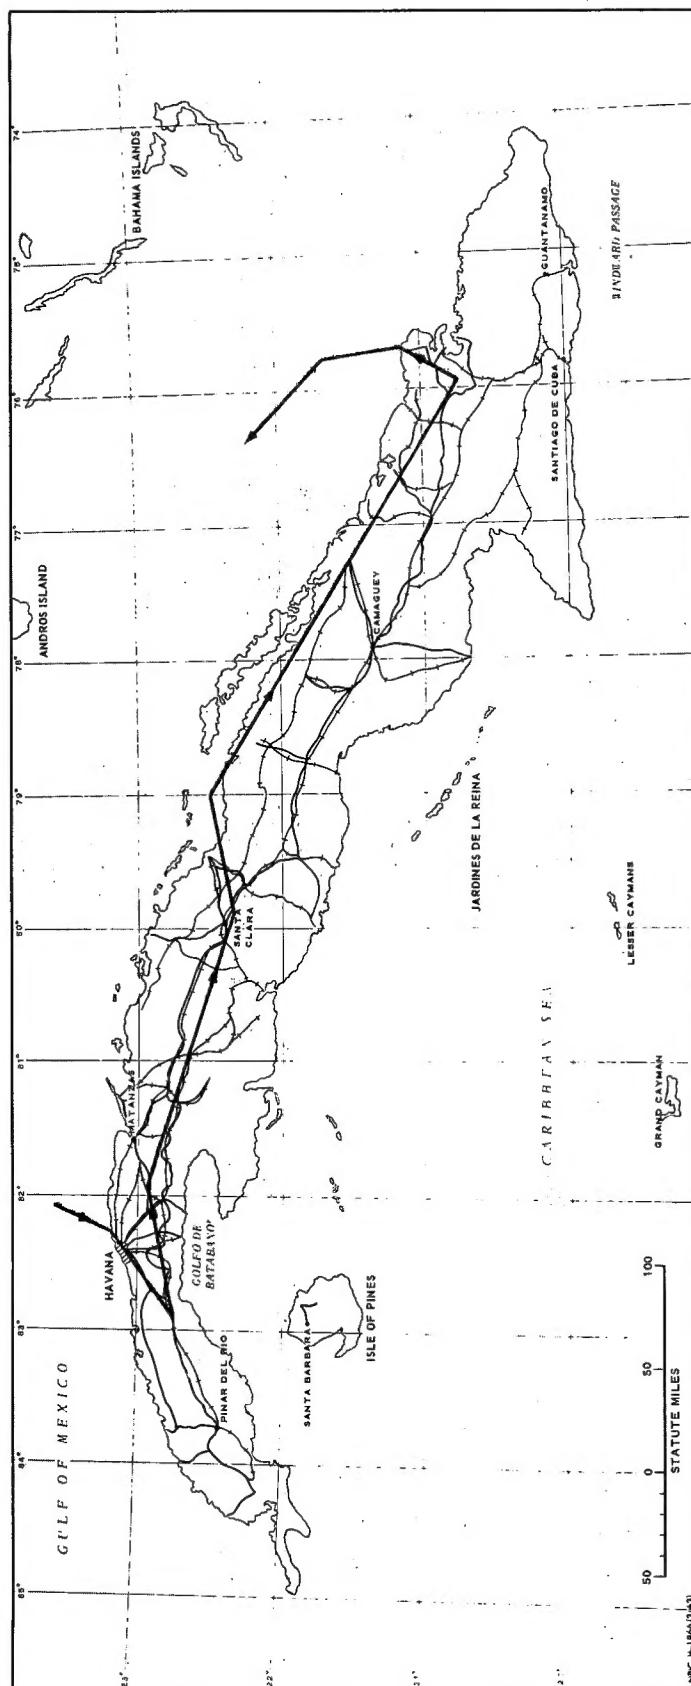 GULF OF MEXICO
85°
84°
83°
82°
81°
80°
79°
78°
77°
76°
75°
74°
23°
22°
21°
HAVANA
MATANZAS
ANDROS ISLAND
BAHAMA ISLANDS
PINAR DEL RIO
GOLFO DE
BATABANO
SANTA
CLARA
CAMAGUEY
SANTA BARBARA
ISLE OF PINES
JARDINES DE LA REINA
SANTIAGO DE CUBA
GUANTANAMO
WINDWARD PASSAGE
CARIBBEAN SEA
GRAND CAYMAN
LESSER CAYMANS
50
0
50
100
STATUTE MILES